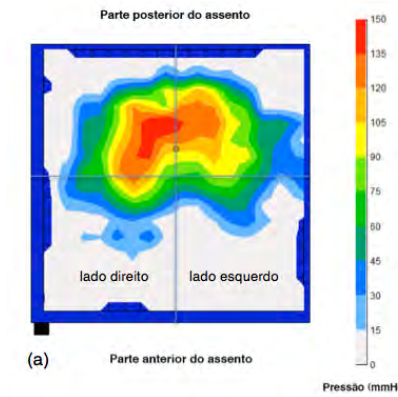 Parte posterior do assento
150
135
120
105
90
75
60
45
30
15
0
lado direito
lado esquerdo
(a)
Parte anterior do assento
Pressão (mmH